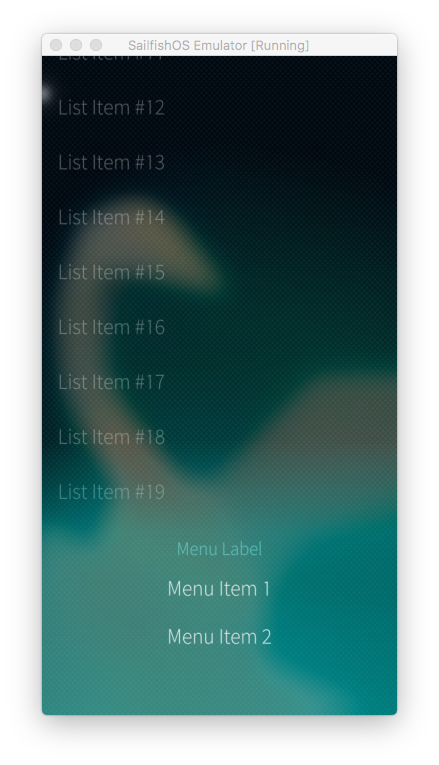 SailfishOS Emulator [Running]
List Item #12
List Item #13
List Item #14
List Item #15
List Item #16
List Item #17
List Item #18
List Item #19
Menu Label
Menu Item 1
Menu Item 2